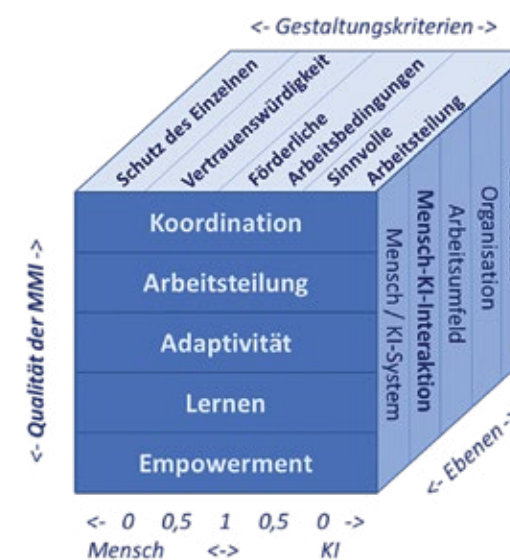 <- Gestaltungskriterien ->
Schutz des Einzelnen
Vertrauenswürdigkeit
Förderliche
Arbeitsbedingungen
Sinnvolle
Arbeitsteilung
<- Qualität der MMI ->
Koordination
Arbeitsteilung
Adaptivität
Lernen
Empowerment
Mensch / KI-System
Mensch-KI-Interaktion
Arbeitsumfeld
Organisation
<- Ebenen ->
<- 0 0,5 1 0,5 0 ->
Mensch <-> KI